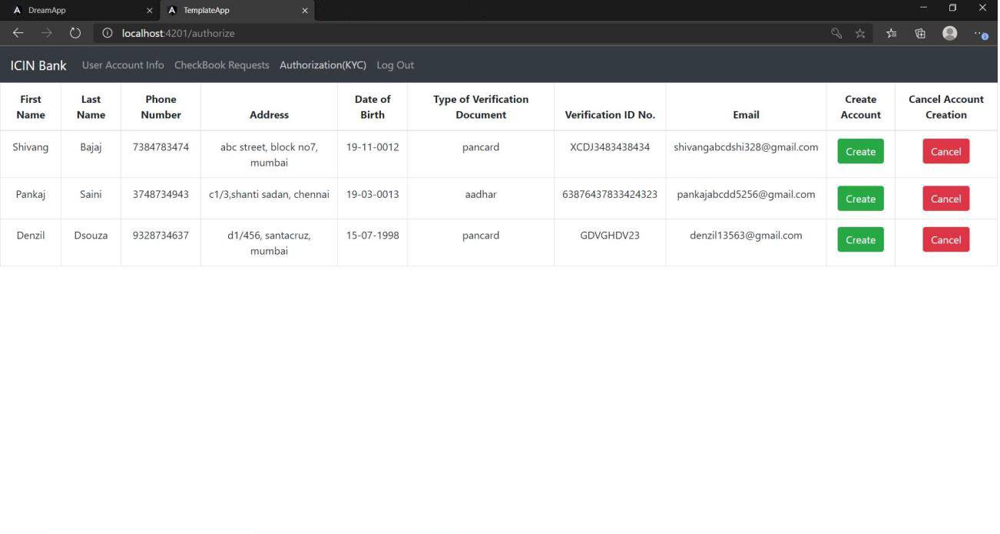 DreamApp
TemplateApp
localhost:4201/authorize
ICIN Bank User Account Info CheckBook Requests Authorization(KYC) Log Out
First Name Last Name Phone Number Address Date of Birth Type of Verification Document Verification ID No. Email Create Account Cancel Account Creation
Shivang Bajaj 7384783474 abc street, block no7, mumbai 19-11-0012 pancard XCDJ3483438434 shivangabcdshi328@gmail.com Create Cancel
Pankaj Saini 3748734943 c1/3,shanti sadan, chennai 19-03-0013 aadhar 63876437833424323 pankajabcdd5256@gmail.com Create Cancel
Denzil Dsouza 9328734637 d1/456, santacruz, mumbai 15-07-1998 pancard GDVGHDV23 denzil13563@gmail.com Create Cancel